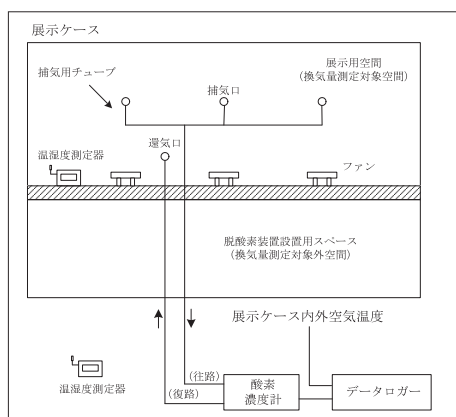 展示ケース
捕気用チューブ
捕気口
展示用空間
(換気量測定対象空間)
還気口
温湿度測定器
ファン
脱酸素装置設置用スペース
(換気量測定対象外空間)
展示ケース内外空気温度
温湿度測定器
(往路)
(復路)
酸素
濃度計
データロガー